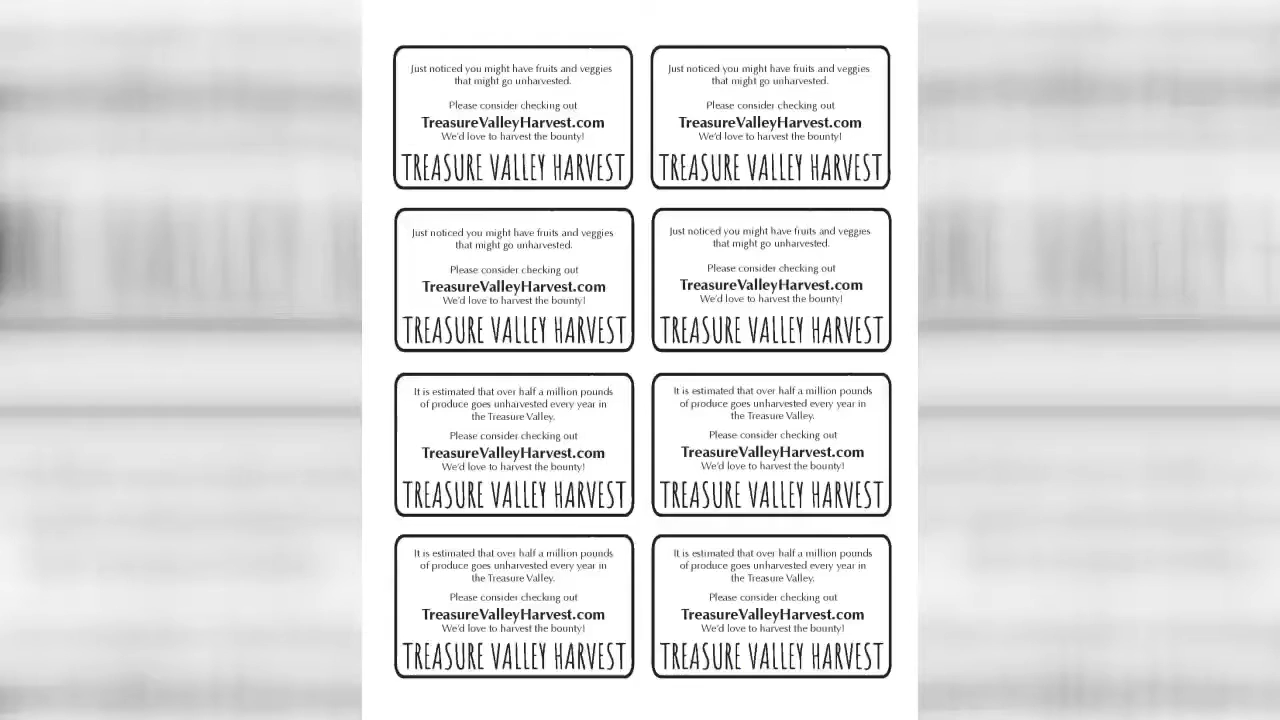 Just noticed you might have fruits and veggies
that might go unharvested.
Please consider checking out
TreasureValleyHarvest.com
We'd love to harvest the bounty!
TREASURE VALLEY HARVEST
Just noticed you might have fruits and veggies
that might go unharvested.
Please consider checking out
TreasureValleyHarvest.com
We'd love to harvest the bounty!
TREASURE VALLEY HARVEST
Just noticed you might have fruits and veggies
that might go unharvested.
Please consider checking out
TreasureValleyHarvest.com
We'd love to harvest the bounty!
TREASURE VALLEY HARVEST
Just noticed you might have fruits and veggies
that might go unharvested.
Please consider checking out
TreasureValleyHarvest.com
We'd love to harvest the bounty!
TREASURE VALLEY HARVEST
It is estimated that over half a million pounds
of produce goes unharvested every year in
the Treasure Valley.
Please consider checking out
TreasureValleyHarvest.com
We'd love to harvest the bounty!
TREASURE VALLEY HARVEST
It is estimated that over half a million pounds
of produce goes unharvested every year in
the Treasure Valley.
Please consider checking out
TreasureValleyHarvest.com
We'd love to harvest the bounty!
TREASURE VALLEY HARVEST
It is estimated that over half a million pounds
of produce goes unharvested every year in
the Treasure Valley.
Please consider checking out
TreasureValleyHarvest.com
We'd love to harvest the bounty!
TREASURE VALLEY HARVEST
It is estimated that over half a million pounds
of produce goes unharvested every year in
the Treasure Valley.
Please consider checking out
TreasureValleyHarvest.com
We'd love to harvest the bounty!
TREASURE VALLEY HARVEST